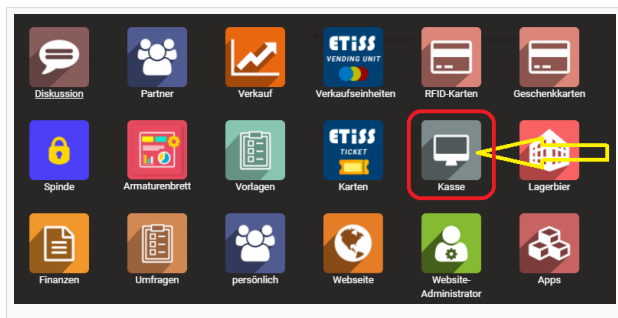 Diskussion
Partner
Verkauf
ETiSS
VENDING UNIT
Verkaufseinheiten
RFID-Karten
Geschenkkarten
Spinde
Armaturenbrett
Vorlagen
ETiSS
TICKET
Karten
Kasse
Lagerbier
Finanzen
Umfragen
persönlich
Webseite
Website-
Administrator
Apps